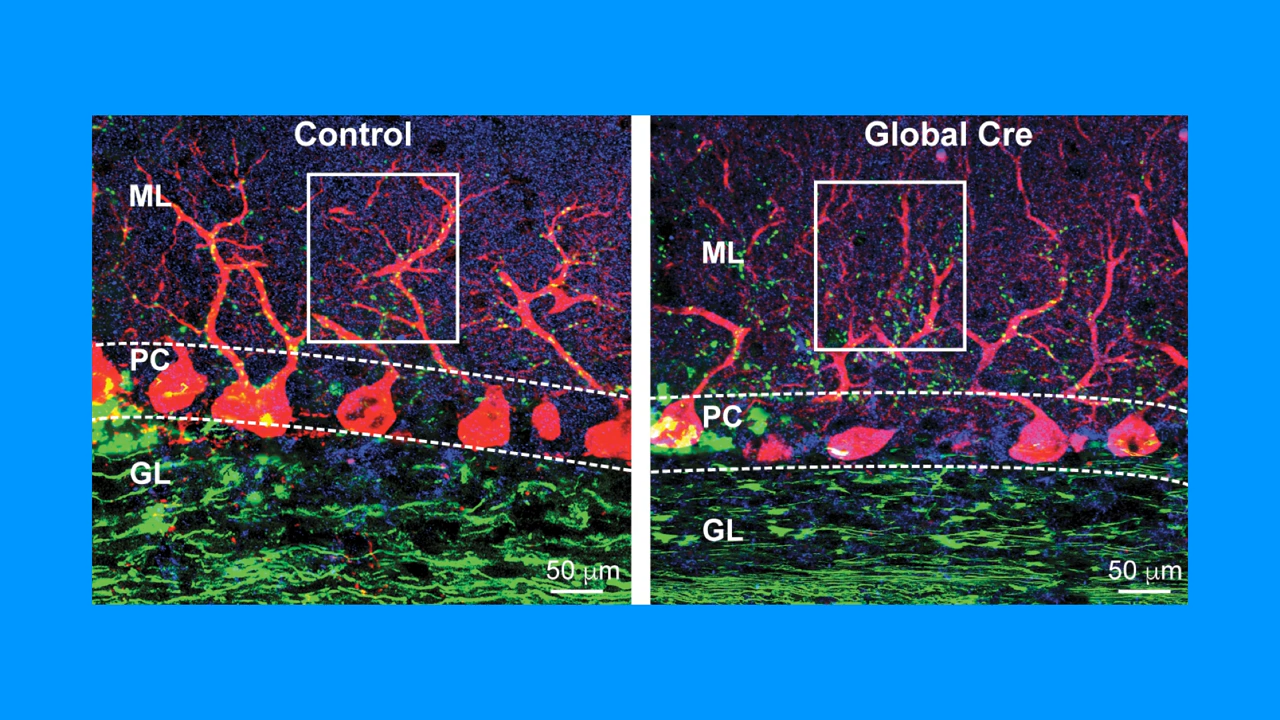 Control
ML
PC
GL
50 μm
Global Cre
ML
PC
GL
50 μm